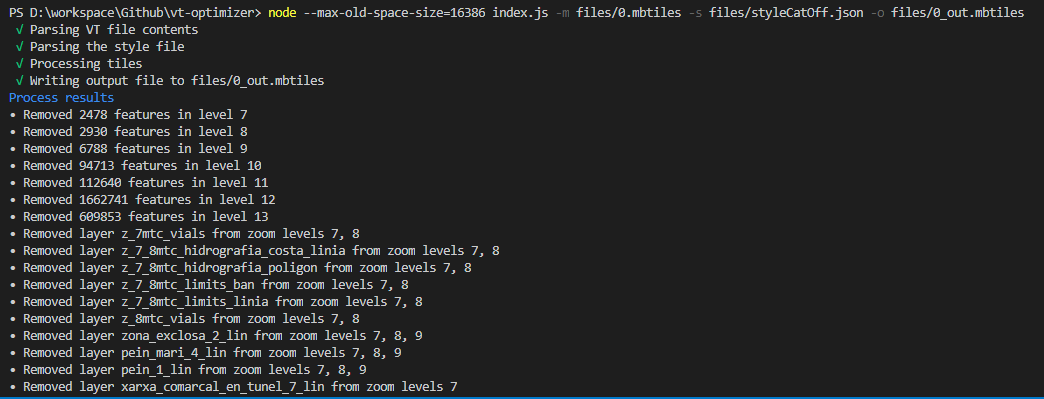 PS D:\workspace\Github\vt-optimizer> node --max-old-space-size=16386 index.js -m files/0.mbtiles -s files/styleCatOff.json -o files/0_out.mbtiles
√ Parsing VT file contents
√ Parsing the style file
√ Processing tiles
√ Writing output file to files/0_out.mbtiles
Process results
• Removed 2478 features in level 7
• Removed 2930 features in level 8
• Removed 6788 features in level 9
• Removed 94713 features in level 10
• Removed 112640 features in level 11
• Removed 1662741 features in level 12
• Removed 609853 features in level 13
• Removed layer z_7mtc_vials from zoom levels 7, 8
• Removed layer z_7_8mtc_hidrografia_costa_linia from zoom levels 7, 8
• Removed layer z_7_8mtc_hidrografia_poligon from zoom levels 7, 8
• Removed layer z_7_8mtc_limits_ban from zoom levels 7, 8
• Removed layer z_7_8mtc_limits_linia from zoom levels 7, 8
• Removed layer z_8mtc_vials from zoom levels 7, 8
• Removed layer zona_exclosa_2_lin from zoom levels 7, 8, 9
• Removed layer pein_mari_4_lin from zoom levels 7, 8, 9
• Removed layer pein_1_lin from zoom levels 7, 8, 9
• Removed layer xarxa_comarcal_en_tunel_7_lin from zoom levels 7